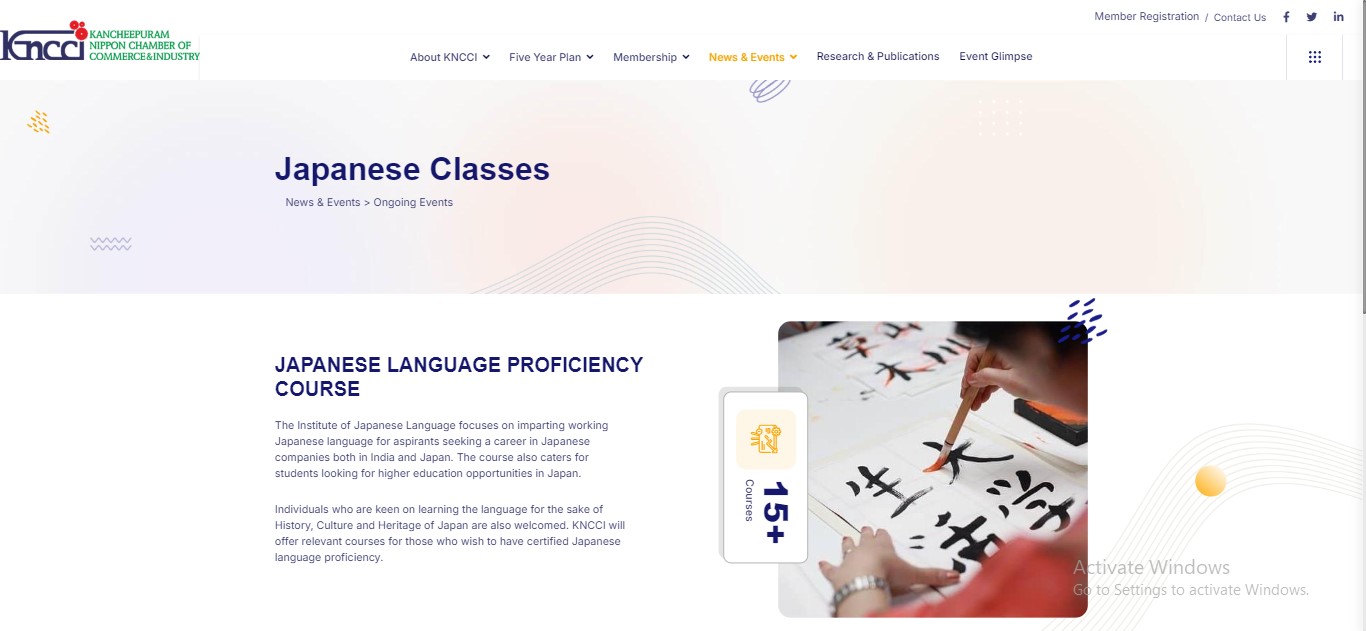 Member Registration / Contact Us
Kncci
KANCHEEPURAM
NIPPON CHAMBER OF
COMMERCE & INDUSTRY
About KNCCI
Five Year Plan
Membership
News & Events
Research & Publications
Event Glimpse
Japanese Classes
News & Events > Ongoing Events
JAPANESE LANGUAGE PROFICIENCY
COURSE
The Institute of Japanese Language focuses on imparting working
Japanese language for aspirants seeking a career in Japanese
companies both in India and Japan. The course also caters for
students looking for higher education opportunities in Japan.
Individuals who are keen on learning the language for the sake of
History, Culture and Heritage of Japan are also welcomed. KNCCI will
offer relevant courses for those who wish to have certified Japanese
language proficiency.
15+
Courses
Activate Windows
Go to Settings to activate Windows.